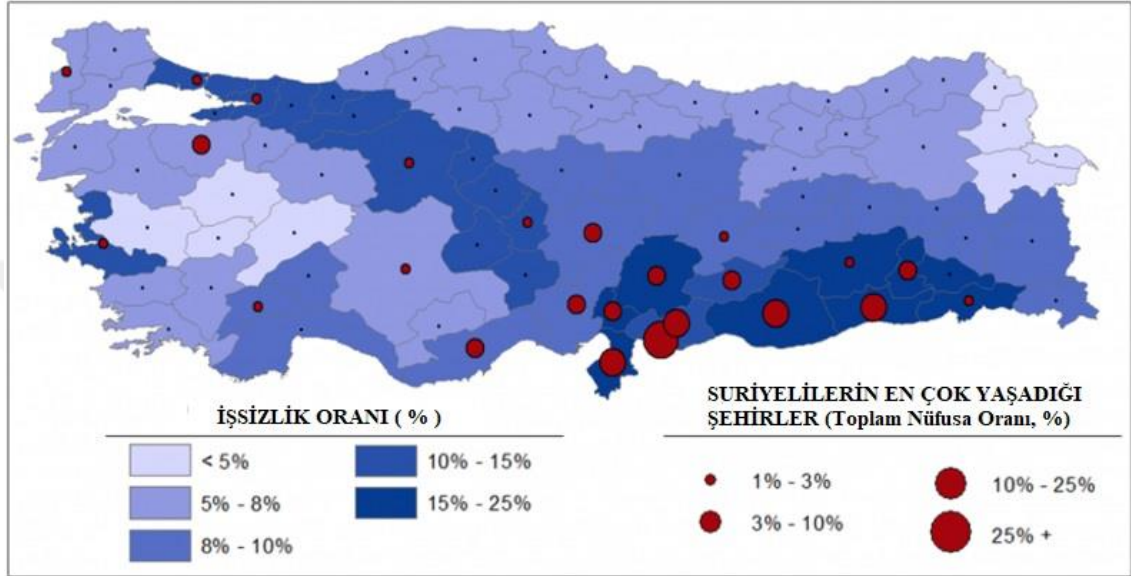 İŞSİZLİK ORANI ( % )
< 5%
5% - 8%
8% - 10%
10% - 15%
15% - 25%
SURİYELİLERİN EN ÇOK YAŞADIĞI
ŞEHİRLER (Toplam Nüfusa Oranı, %)
1% - 3%
3% - 10%
10% - 25%
25% +